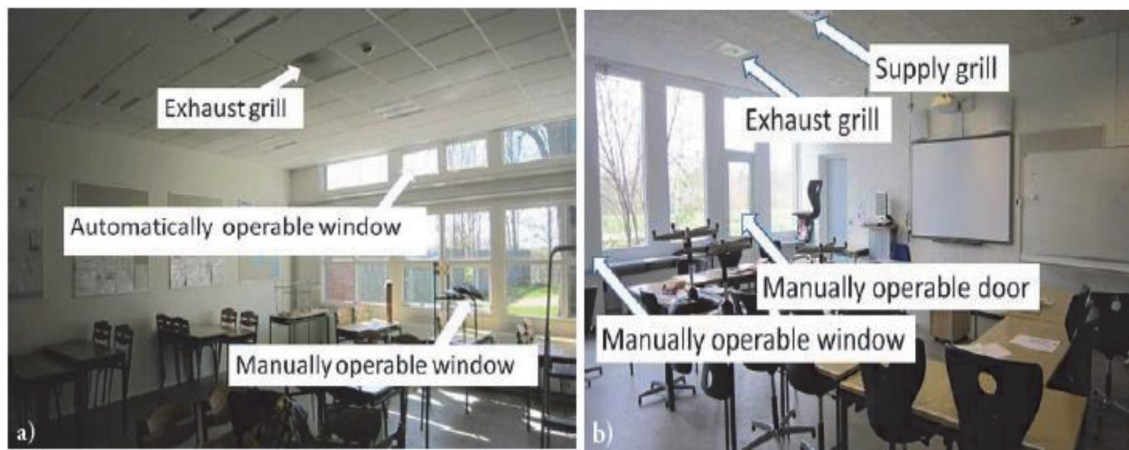 Exhaust grill
Automatically operable window
Manually operable window
a)
Supply grill
Exhaust grill
Manually operable door
Manually operable window
b)